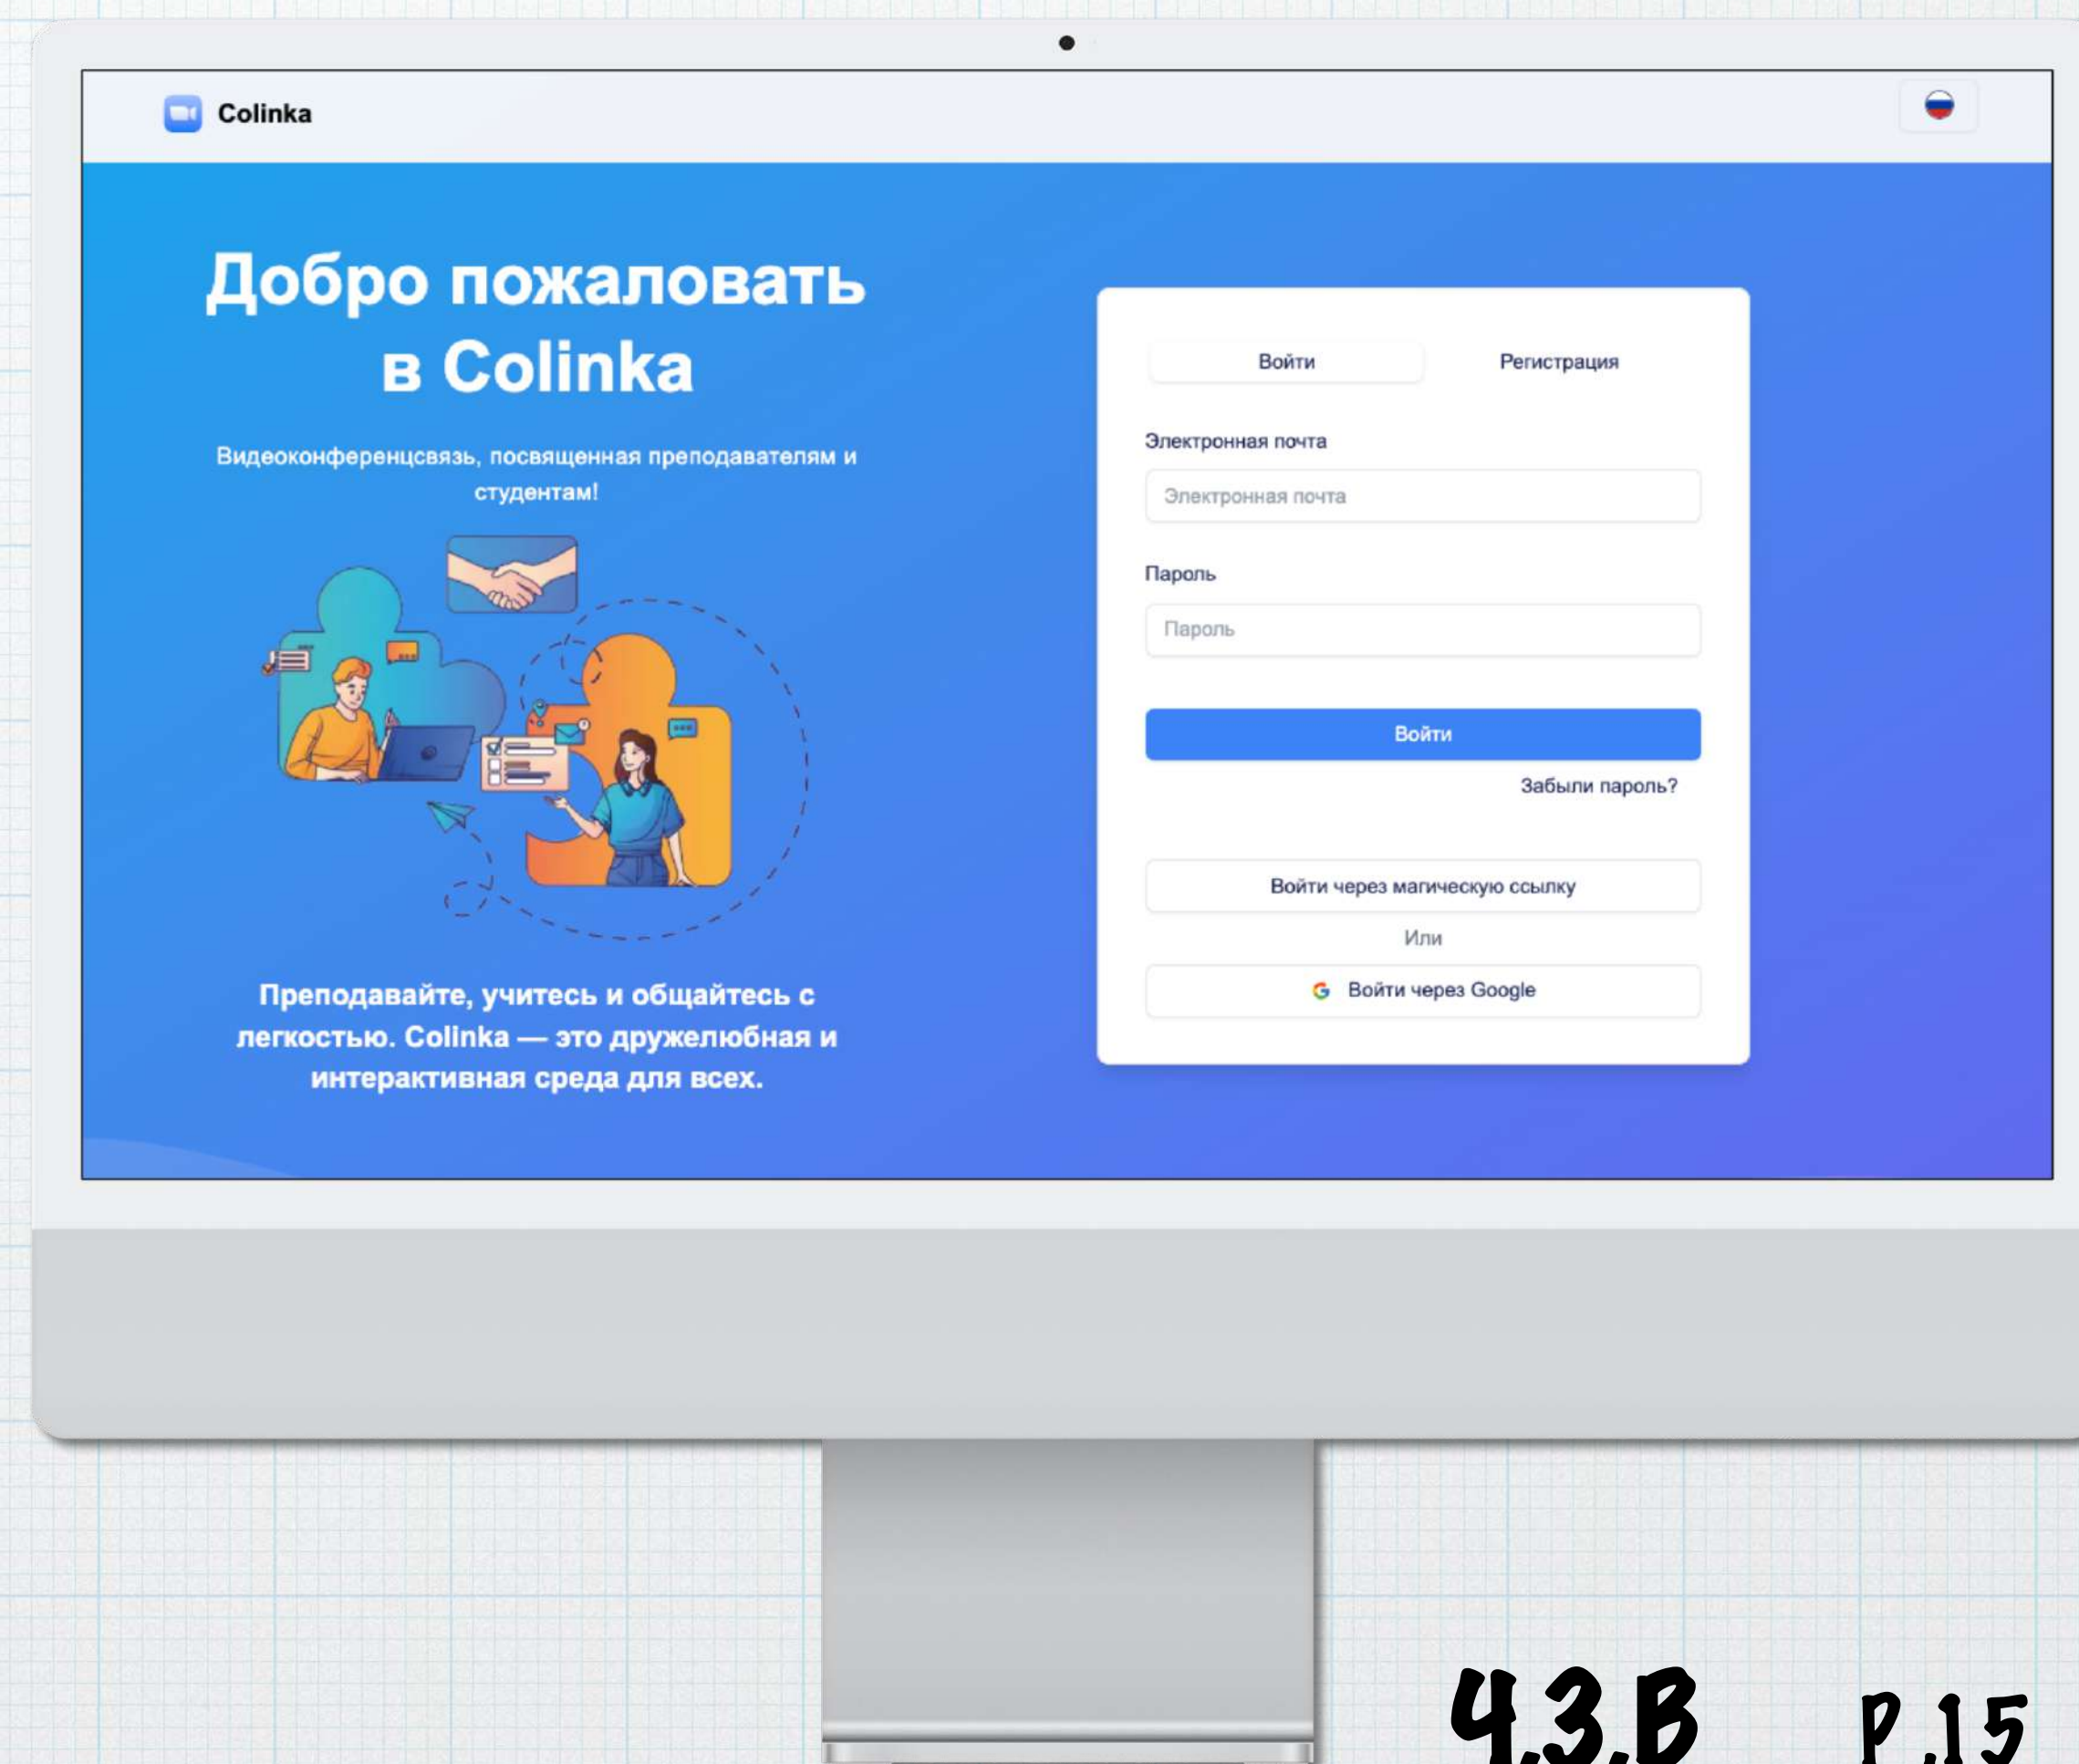 Colinka
Добро пожаловать
в Colinka
Видеоконференцсвязь, посвященная преподавателям и
студентам!
Преподавайте, учитесь и общайтесь с
легкостью. Colinka — это дружелюбная и
интерактивная среда для всех.
Войти Регистрация
Электронная почта
Электронная почта
Пароль
Пароль
Войти
Забыли пароль?
Войти через магическую ссылку
Или
Войти через Google
4.3.B P.15